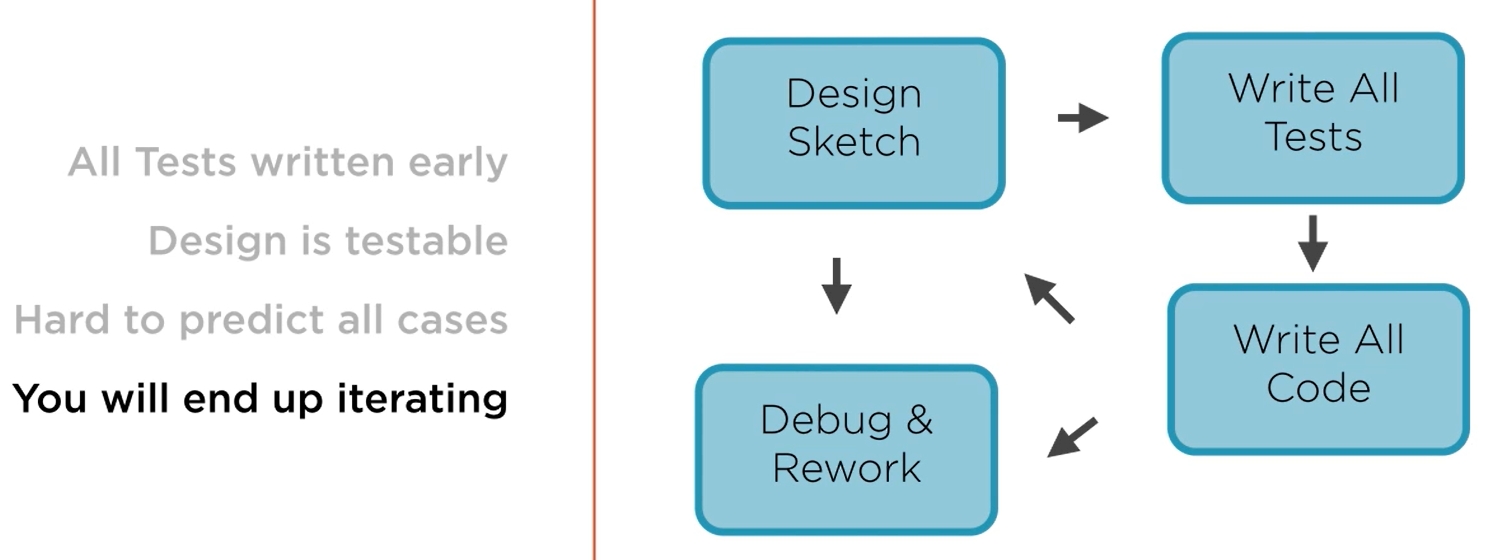 All Tests written early
Design is testable
Hard to predict all cases
You will end up iterating
Design
Sketch
Write All
Tests
Write All
Code
Debug &
Rework